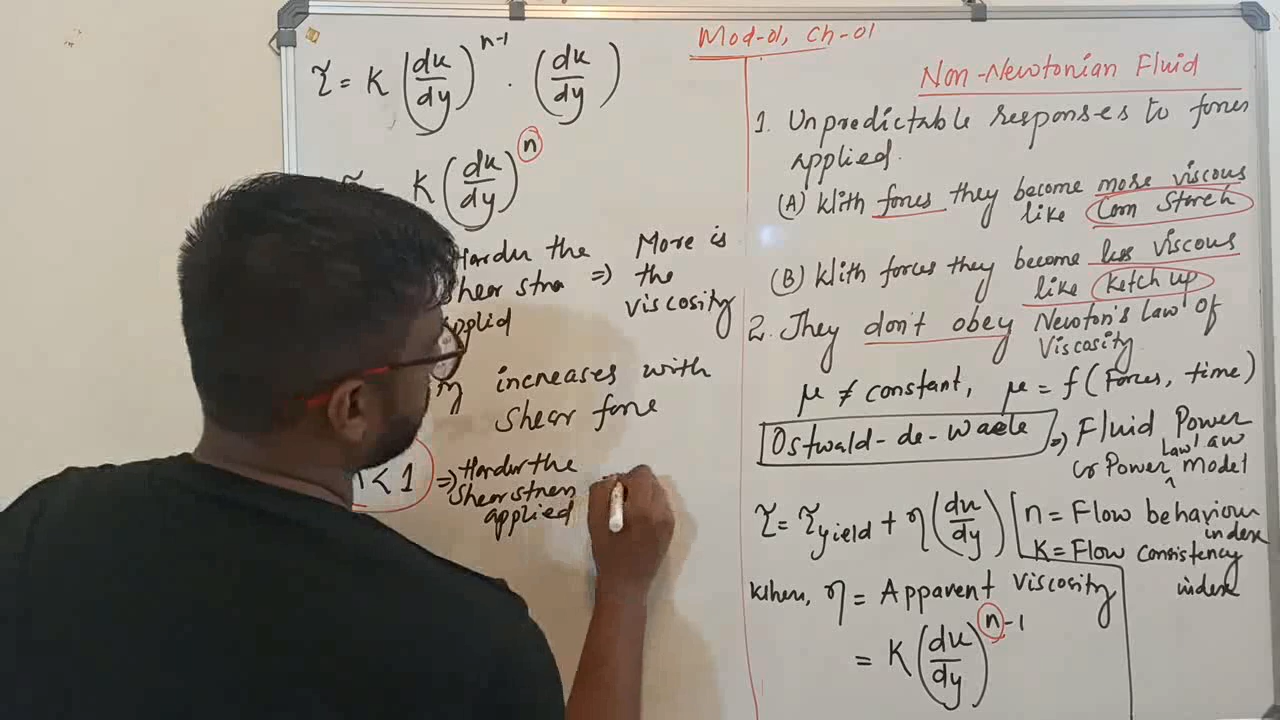 Mod-01, Ch-01
τ = K (du/dy)^n-1 . (du/dy)
K (du/dy)^n
Harder the
shear stren
applid
⇒ More is
the
viscosity
η increases with
shear force
< 1 ⇒ Harder the
shear stress
applied
Non-Newtonian Fluid
1. Unpredictable responses to forces
applied.
(A) With forces they become more viscous
like Corn Starch
(B) With forces they become less viscous
like Ketch up
2. They don't obey Newton's Law of
Viscosity
μ ≠ constant, μ = f (Forces, time)
Ostwald-de-Waele ⇒ Fluid Power
Law
or Power Law Model
τ = τyield + η (du/dy)
n = Flow behaviour
index
K = Flow consistency
index
When, η = Apparent Viscosity
= K (du/dy)^n-1